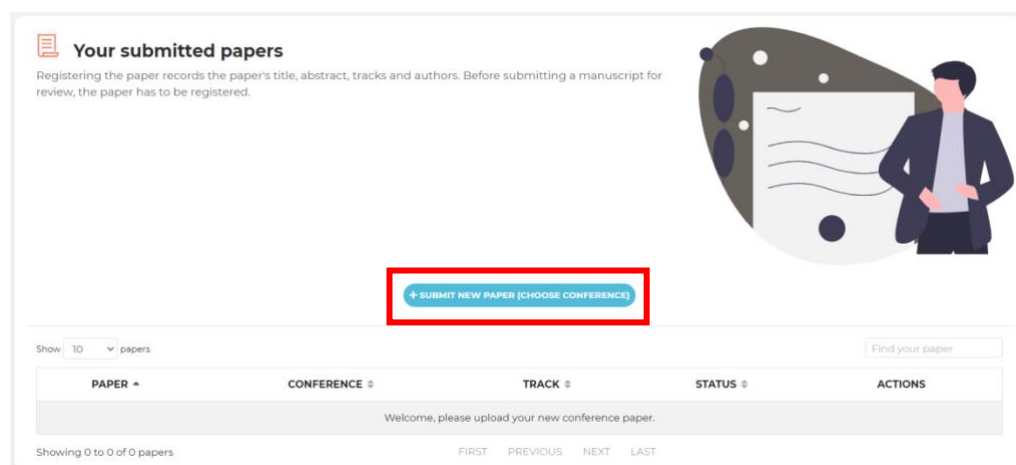 Your submitted papers
Registering the paper records the paper's title, abstract, tracks and authors. Before submitting a manuscript for
review, the paper has to be registered.
+ SUBMIT NEW PAPER (CHOOSE CONFERENCE)
Show 10 papers
Find your paper
PAPER CONFERENCE TRACK STATUS ACTIONS
Welcome, please upload your new conference paper.
Showing 0 to 0 of 0 papers FIRST PREVIOUS NEXT LAST